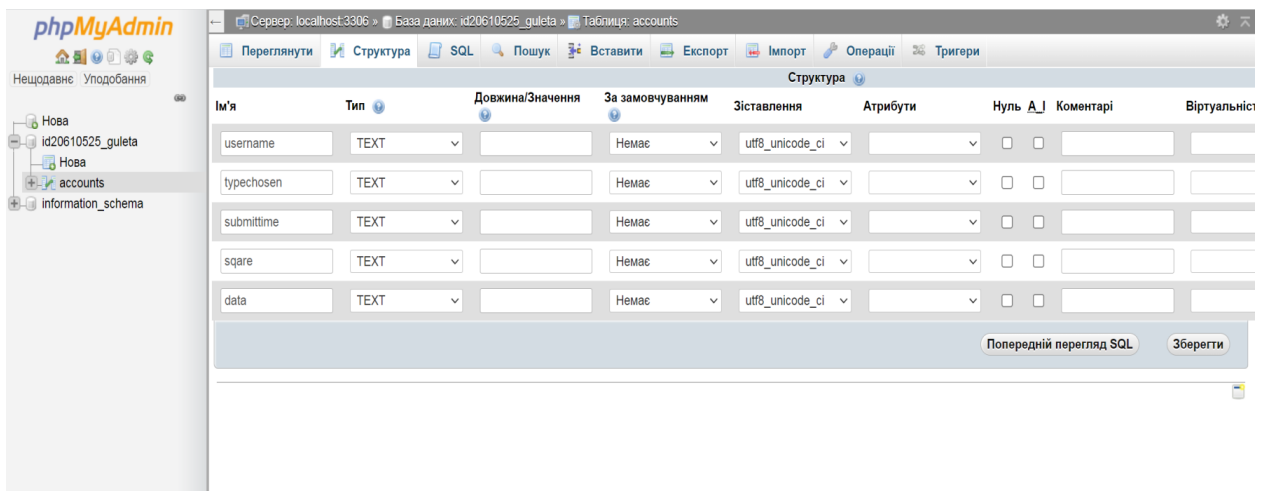 phpMyAdmin
Нещодавнє Уподобання
Нова
id20610525_guleta
Нова
accounts
information_schema
Сервер: localhost:3306 » База даних: id20610525_guleta » Таблиця: accounts
Переглянути Структура SQL Пошук Вставити Експорт Імпорт Операції Тригери
Структура
Ім'я Тип Довжина/Значення За замовчуванням Зіставлення Атрибути Нуль A_I Коментарі Віртуальніст
username TEXT Немає utf8_unicode_ci
typechosen TEXT Немає utf8_unicode_ci
submittime TEXT Немає utf8_unicode_ci
sqare TEXT Немає utf8_unicode_ci
data TEXT Немає utf8_unicode_ci
Попередній перегляд SQL Зберегти